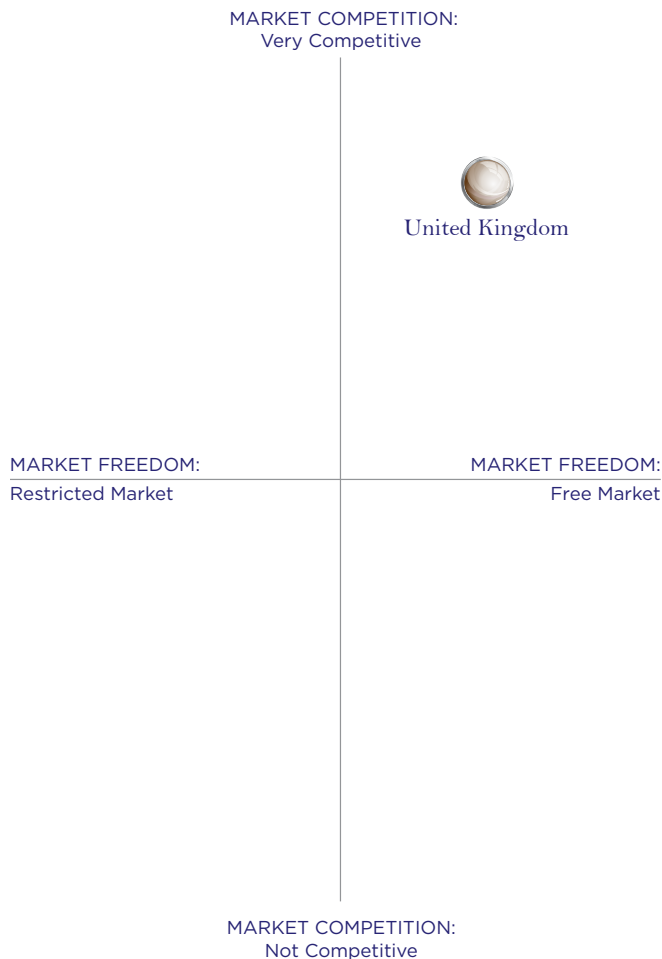 MARKET COMPETITION:
Very Competitive
United Kingdom
MARKET FREEDOM:
Restricted Market
MARKET FREEDOM:
Free Market
MARKET COMPETITION:
Not Competitive